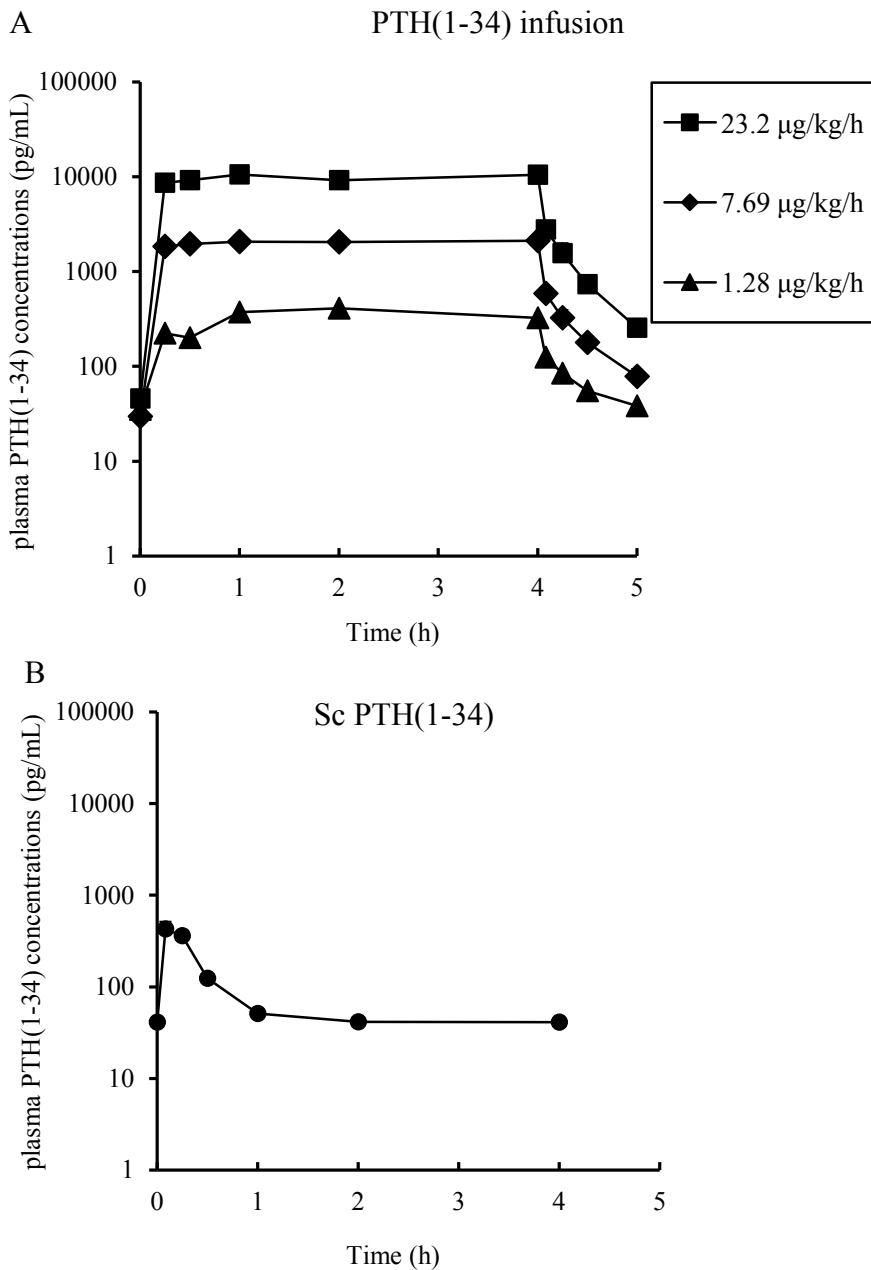 A
PTH(1-34) infusion
plasma PTH(1-34) concentrations (pg/mL)
100000
10000
1000
100
10
1
0
1
2
3
4
5
Time (h)
23.2 μg/kg/h
7.69 μg/kg/h
1.28 μg/kg/h
B
Sc PTH(1-34)
plasma PTH(1-34) concentrations (pg/mL)
100000
10000
1000
100
10
1
0
1
2
3
4
5
Time (h)